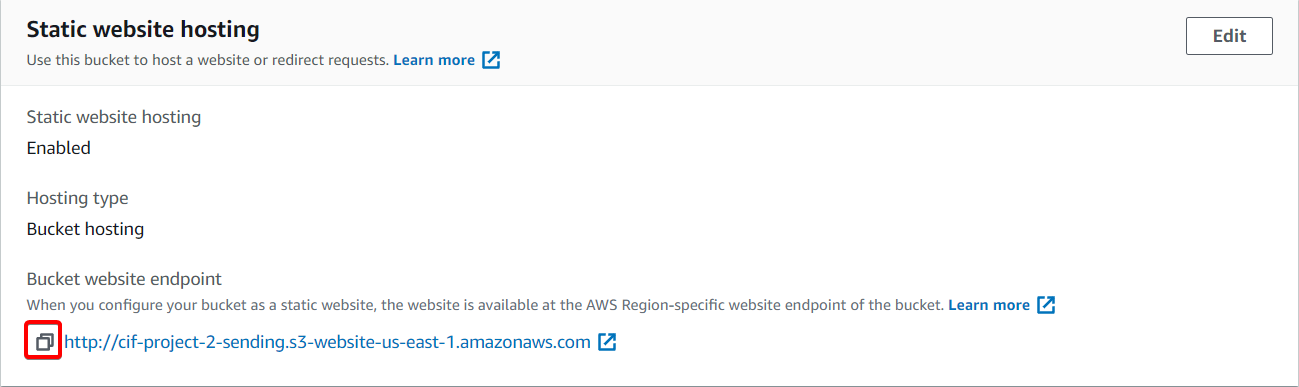 Static website hosting
Edit
Use this bucket to host a website or redirect requests. Learn more
Static website hosting
Enabled
Hosting type
Bucket hosting
Bucket website endpoint
When you configure your bucket as a static website, the website is available at the AWS Region-specific website endpoint of the bucket. Learn more
http://cif-project-2-sending.s3-website-us-east-1.amazonaws.com